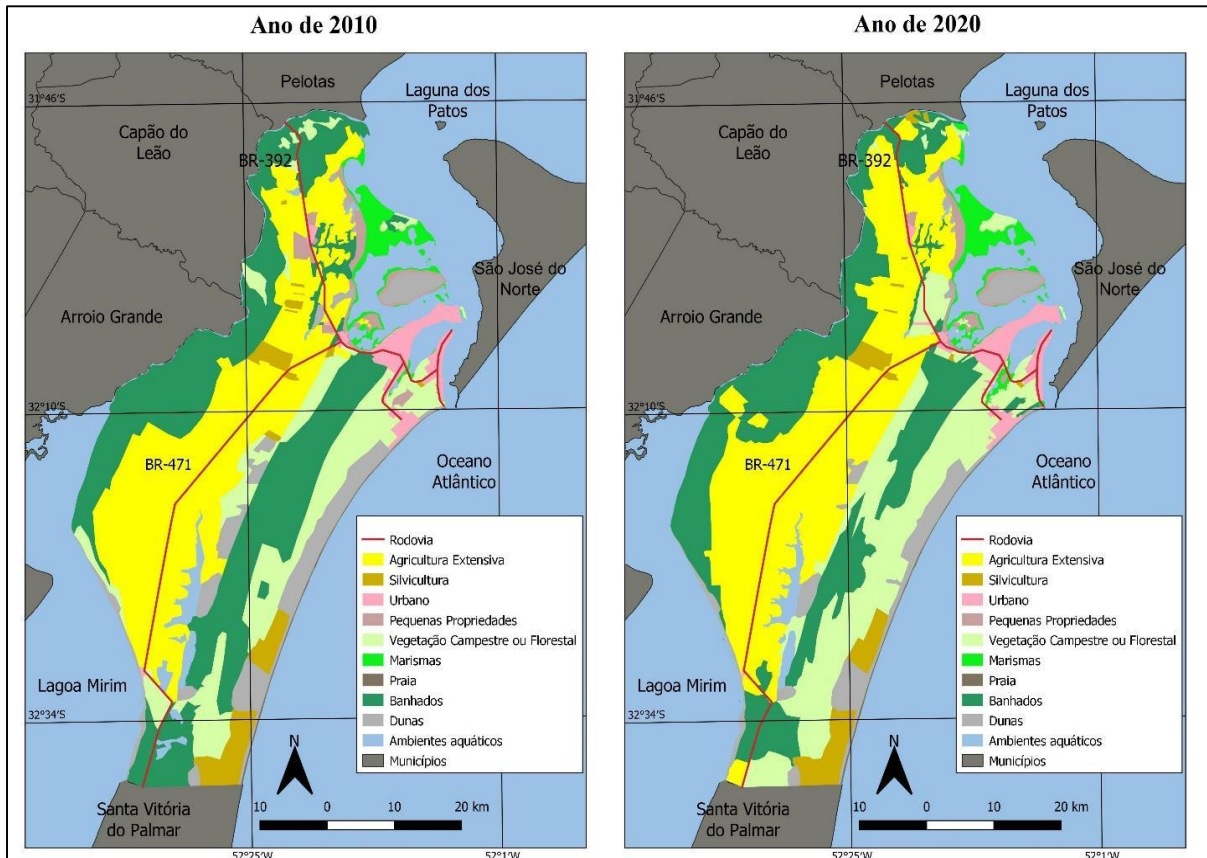 Ano de 2010
Pelotas
Laguna dos
Patos
31°46'S
Capão do
Leão
BR-392
São José do
Norte
Arroio Grande
32°10'S
BR-471
Oceano
Atlântico
Lagoa Mirim
32°34'S
Santa Vitória
do Palmar
Rodovia
Agricultura Extensiva
Silvicultura
Urbano
Pequenas Propriedades
Vegetação Campestre ou Florestal
Marismas
Praia
Banhados
Dunas
Ambientes aquáticos
Municípios
N
10 0 10 20 km
52°25'W 52°1'W
Ano de 2020
Pelotas
Laguna dos
Patos
31°46'S
Capão do
Leão
BR-392
São José do
Norte
Arroio Grande
32°10'S
BR-471
Oceano
Atlântico
Lagoa Mirim
32°34'S
Santa Vitória
do Palmar
Rodovia
Agricultura Extensiva
Silvicultura
Urbano
Pequenas Propriedades
Vegetação Campestre ou Florestal
Marismas
Praia
Banhados
Dunas
Ambientes aquáticos
Municípios
N
10 0 10 20 km
52°25'W 52°1'W